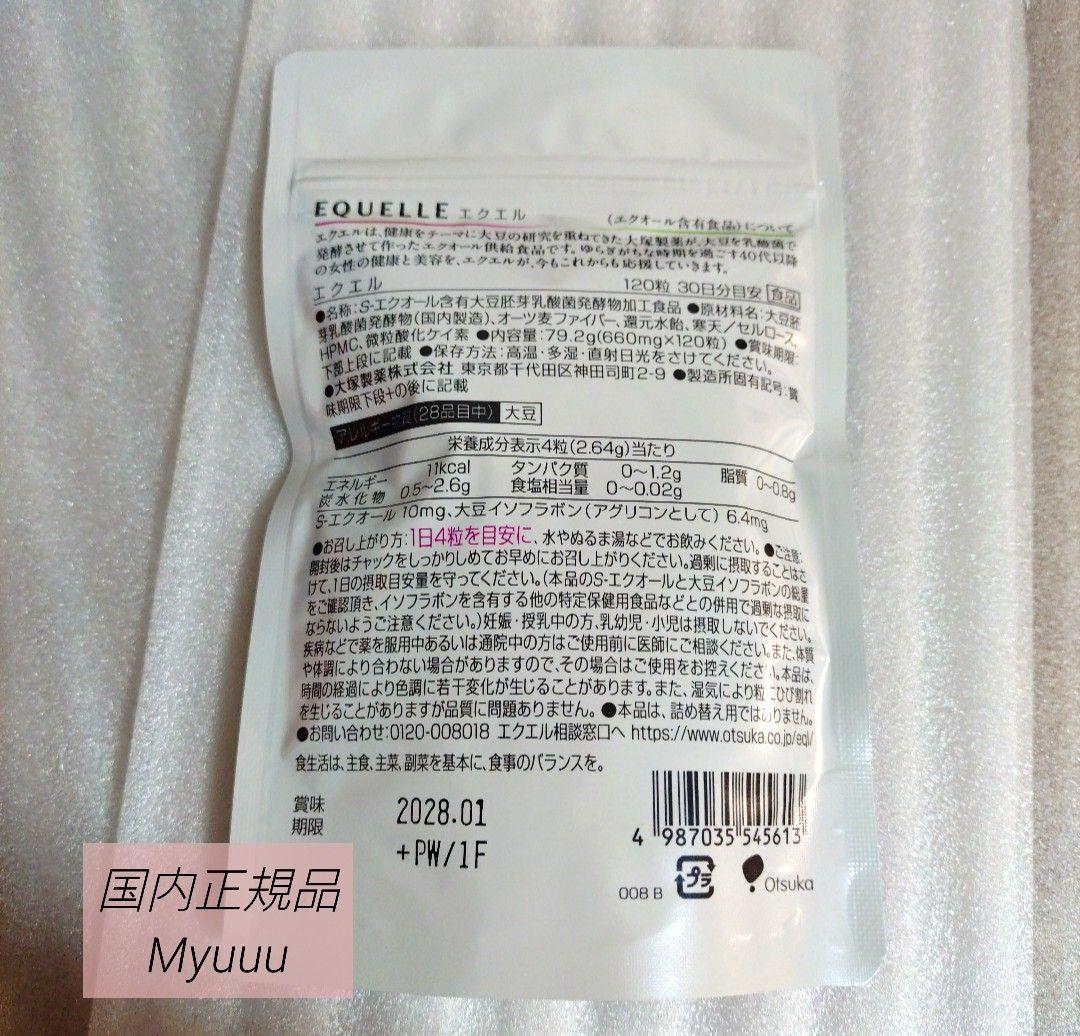 EQUELLE エクエル (エクオール含有食品)について
エクエルは、健康をテーマに大豆の研究を重ねてきた大塚製薬が、大豆を乳酸菌で
発酵させて作ったエクオール供給食品です。ゆらぎがちな時期を過ごす40代以降
の女性の健康と美容を、エクエルが、今もこれからも応援していきます。
エクエル 120粒 30日分目安 食品
●名称:S-エクオール含有大豆胚芽乳酸菌発酵物加工食品 ●原材料名:大豆胚
芽乳酸菌発酵物(国内製造)、オーツ麦ファイバー、還元水飴、寒天/セルロース、
HPMC、微粒酸化ケイ素 ●内容量:79.2g(660mg×120粒) ●賞味期限:
下部上段に記載 ●保存方法:高温・多湿・直射日光をさけてください。
●大塚製薬株式会社 東京都千代田区神田司町2-9 ●製造所固有記号:賞
味期限下段+の後に記載
アレルギー物質(28品目中) 大豆
栄養成分表示4粒(2.64g)当たり
エネルギー 11kcal タンパク質 0~1.2g 脂質 0~0.8g
炭水化物 0.5~2.6g 食塩相当量 0~0.02g
S-エクオール 10mg、大豆イソフラボン(アグリコンとして) 6.4mg
●お召し上がり方:1日4粒を目安に、水やぬるま湯などでお飲みください。 ●ご注意:
開封後はチャックをしっかりしめてお早めにお召し上がりください。過剰に摂取することはさ
けて、1日の摂取目安量を守ってください。(本品のS-エクオールと大豆イソフラボンの総量
をご確認頂き、イソフラボンを含有する他の特定保健用食品などとの併用で過剰な摂取に
ならないようご注意ください。)妊娠・授乳中の方、乳幼児・小児は摂取しないでください。
疾病などで薬を服用中あるいは通院中の方はご使用前に医師にご相談ください。また、体質
や体調により合わない場合がありますので、その場合はご使用をお控えください。本品は、
時間の経過により色調に若干変化が生じることがあります。また、湿気により粒にひび割れ
を生じることがありますが品質に問題ありません。 ●本品は、詰め替え用ではありません。
●お問い合わせ:0120-008018 エクエル相談窓口へ https://www.otsuka.co.jp/eql/
食生活は、主食、主菜、副菜を基本に、食事のバランスを。
賞味
期限
2028.01
+PW/1F
4 987035 545613
008 B プラ Otsuka
国内正規品
Myuuu